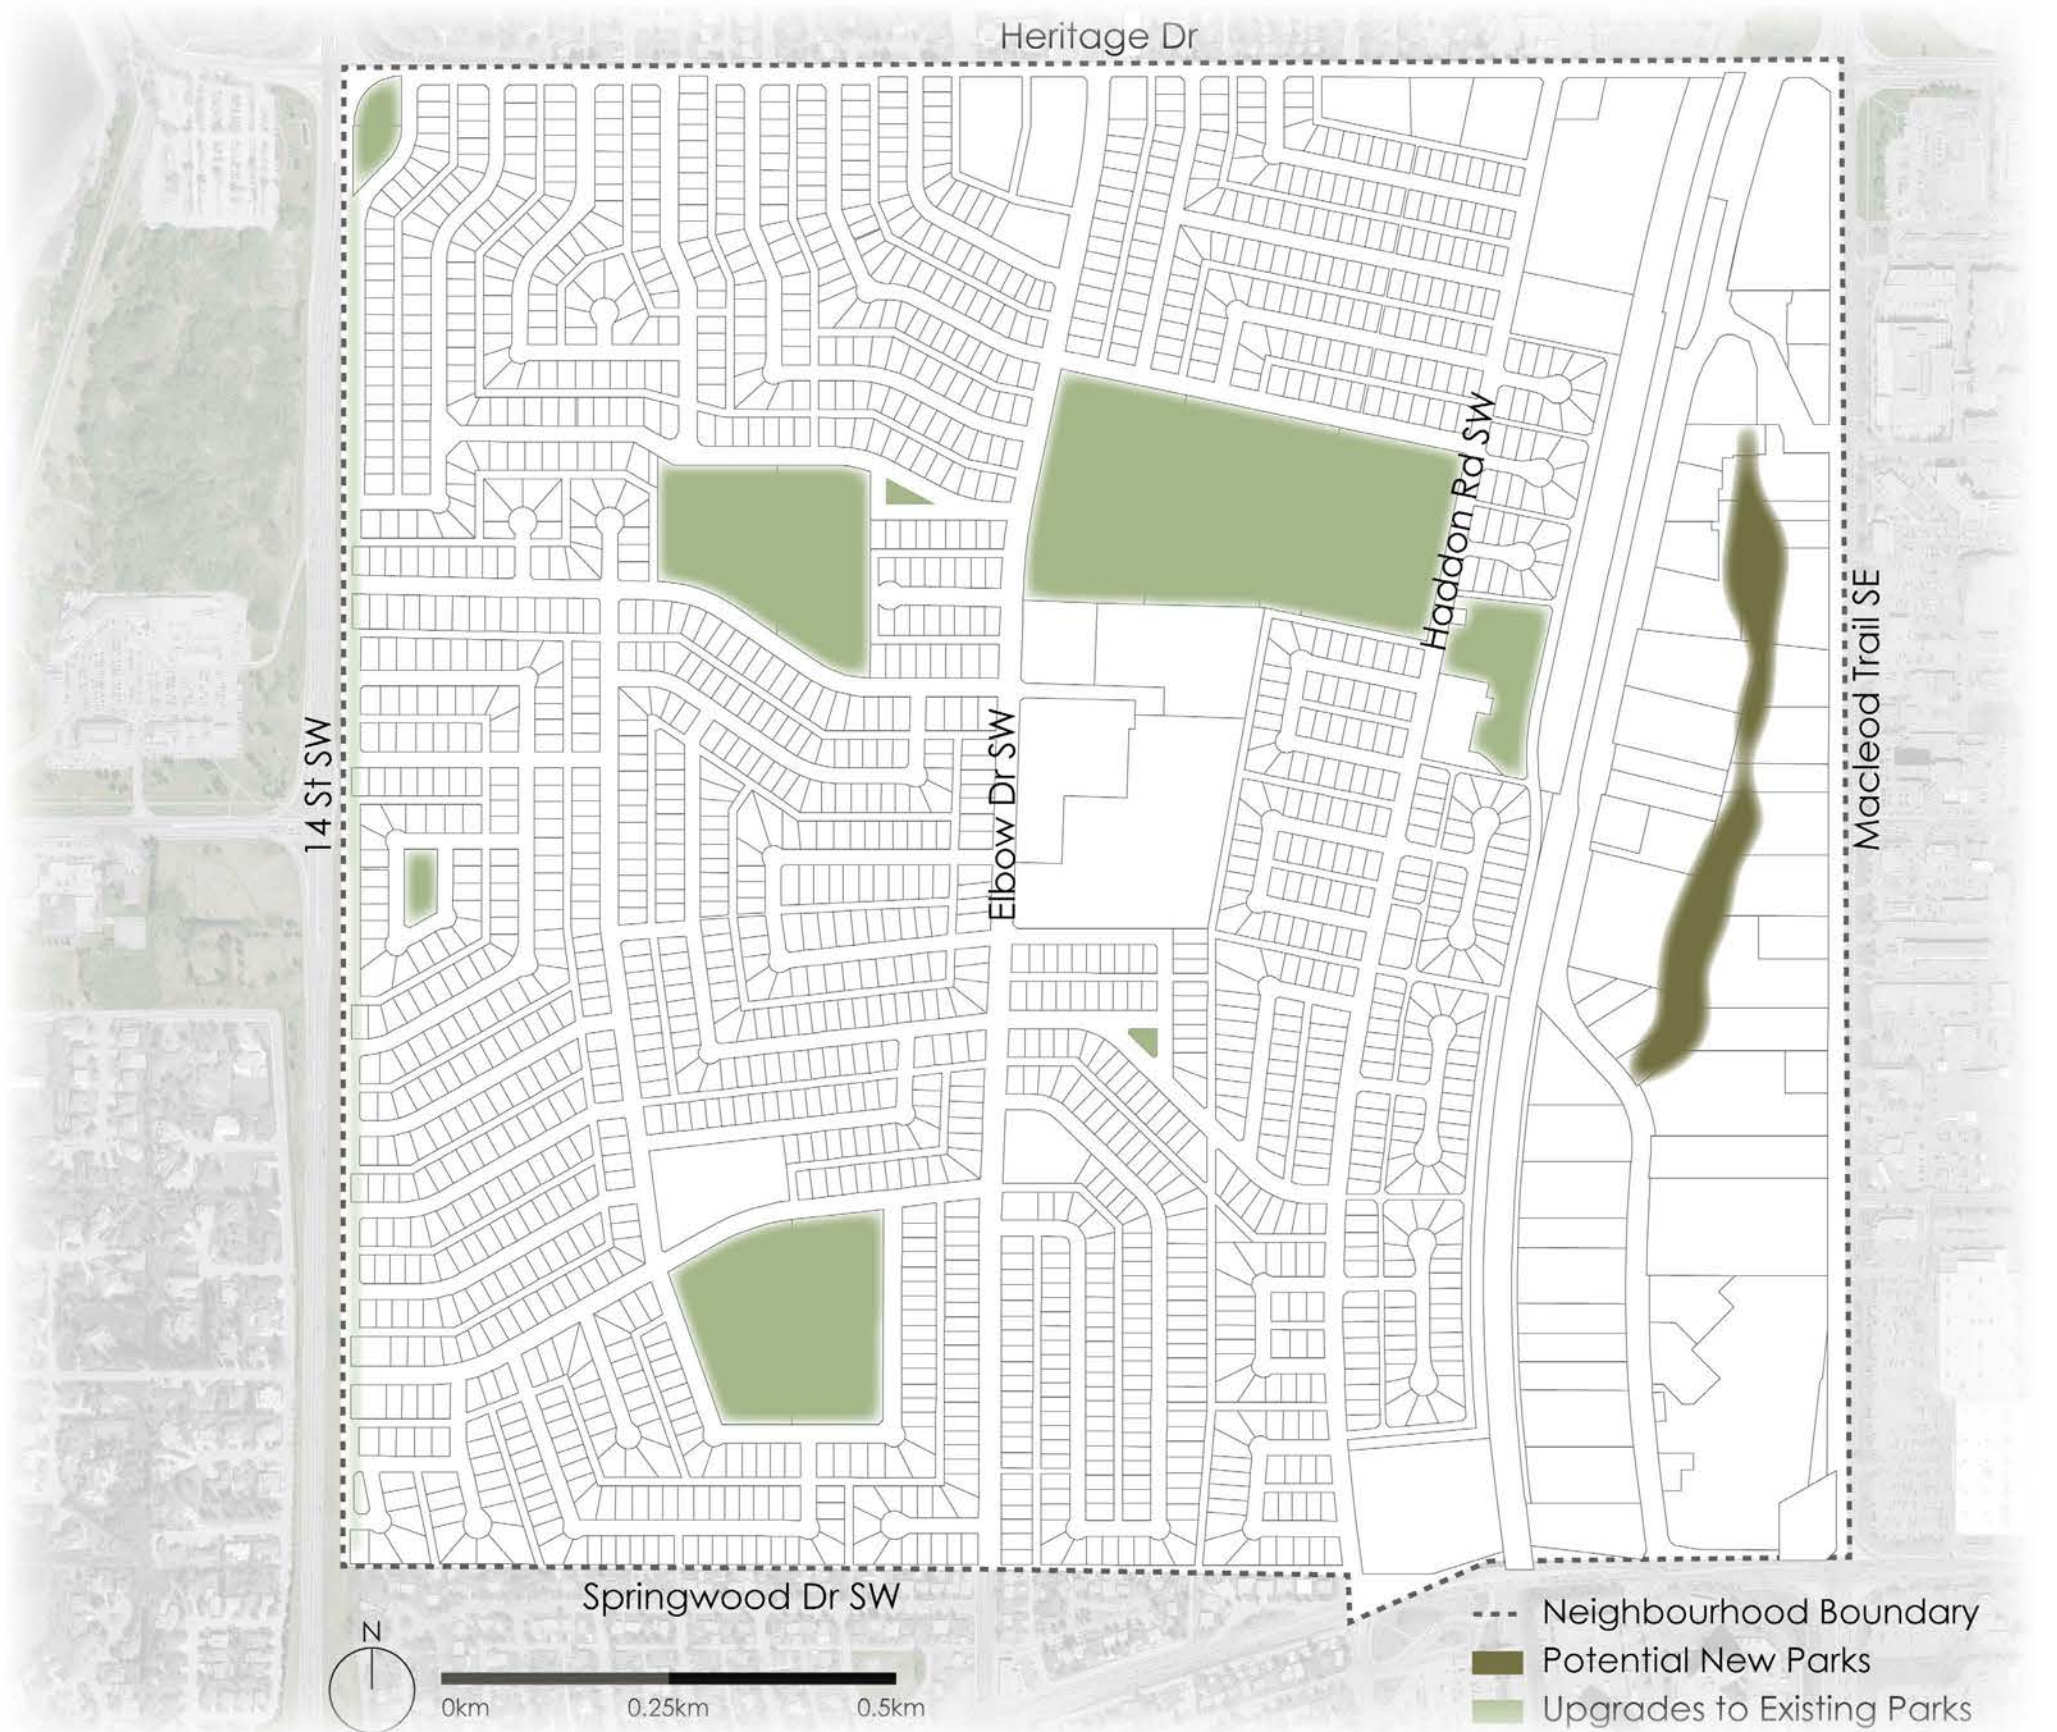 Heritage Dr
Haddon Rd SW
Macleod Trail SE
14 St SW
Elbow Dr SW
Springwood Dr SW
N
0km
0.25km
0.5km
Neighbourhood Boundary
Potential New Parks
Upgrades to Existing Parks